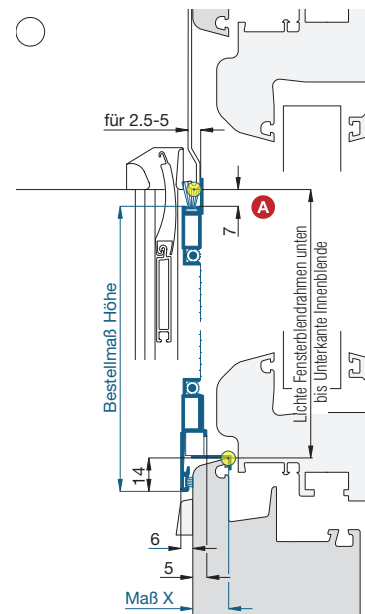 für 2.5-5
A
7
Lichte Fensterblendrahmen unten
bis Unterkante Innenblende
Bestellmaß Höhe
14
6
5
Maß X